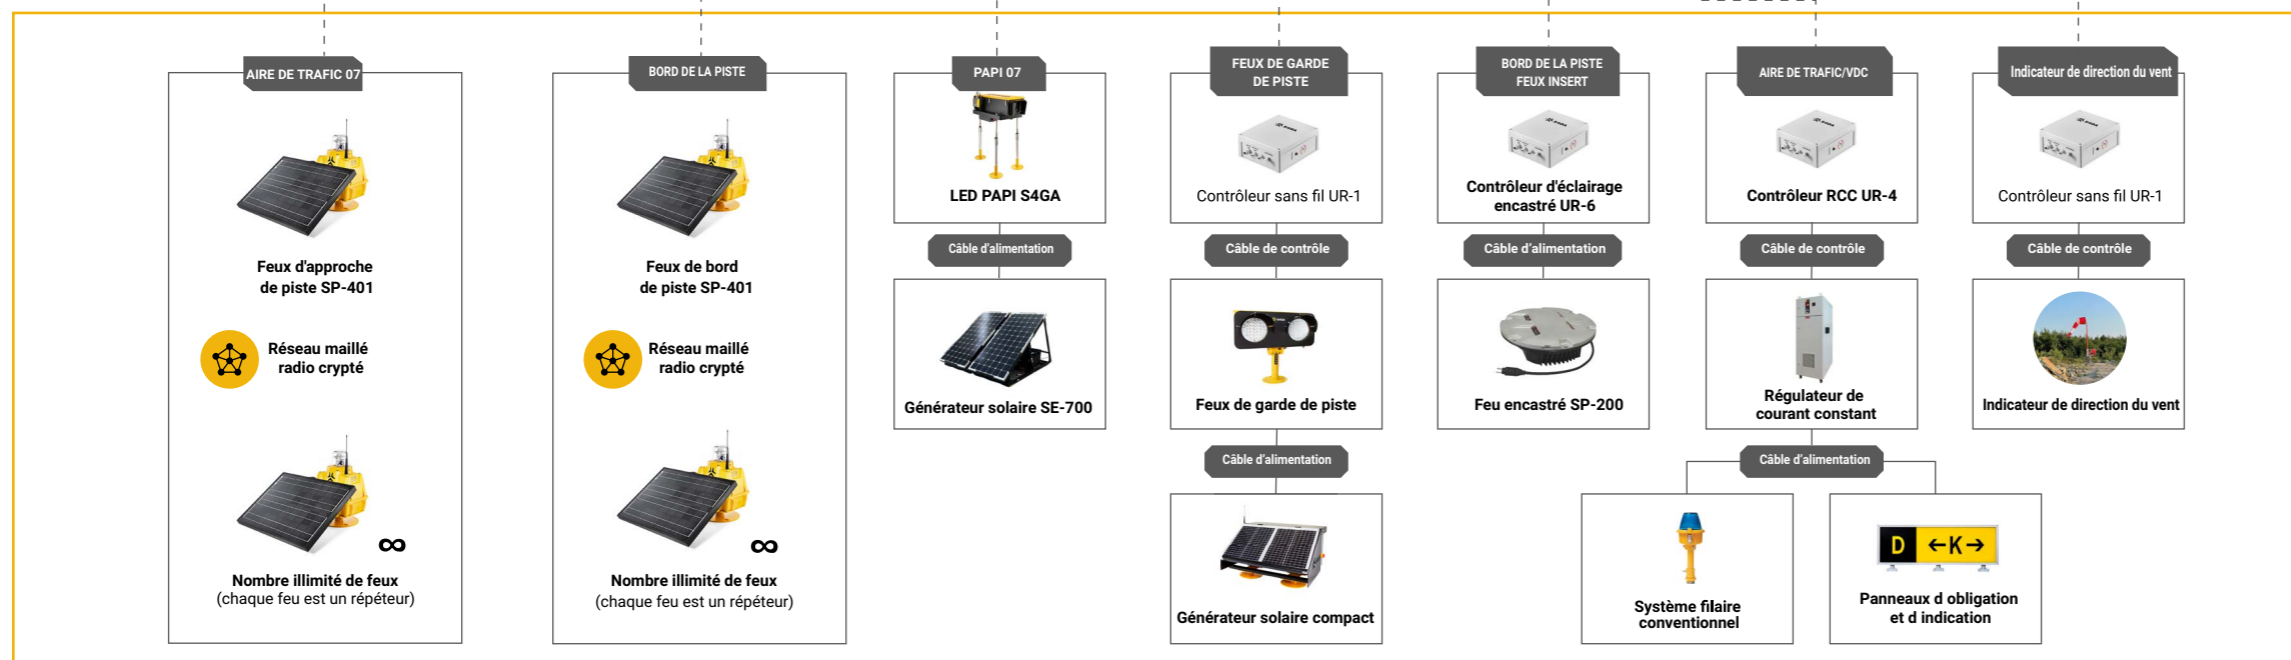 AIRE DE TRAFIC 07
Feux d'approche
de piste SP-401
Réseau maillé
radio crypté
Nombre illimité de feux
(chaque feu est un répéteur)
BORD DE LA PISTE
Feux de bord
de piste SP-401
Réseau maillé
radio crypté
Nombre illimité de feux
(chaque feu est un répéteur)
PAPI 07
LED PAPI S4GA
Câble d'alimentation
Générateur solaire SE-700
FEUX DE GARDE
DE PISTE
Contrôleur sans fil UR-1
Câble de contrôle
Feux de garde de piste
Câble d'alimentation
Générateur solaire compact
BORD DE LA PISTE
FEUX INSERT
Contrôleur d'éclairage
encastré UR-6
Câble d'alimentation
Feu encastré SP-200
AIRE DE TRAFIC/VDC
Contrôleur RCC UR-4
Câble de contrôle
Régulateur de
courant constant
Câble d'alimentation
Système filaire
conventionnel
D ←K→
Panneaux d obligation
et d indication
Indicateur de direction du vent
Contrôleur sans fil UR-1
Câble de contrôle
Indicateur de direction du vent